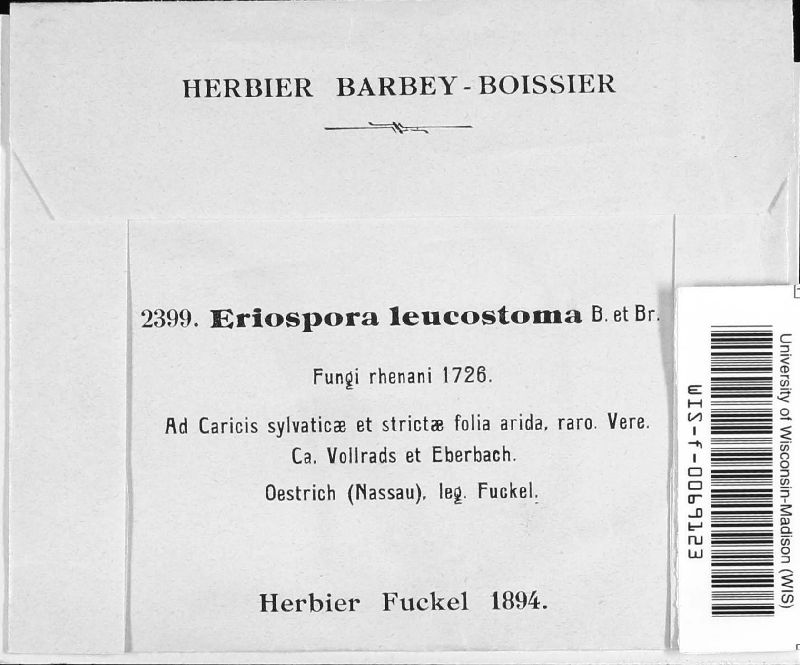 HERBIER BARBEY-BOISSIER
2399. Eriospora leucostoma B. et Br.
Fungi rhenani 1726.
Ad Caricis sylvaticæ et strictæ folia arida, raro. Vere.
Ca. Vollrads et Eberbach.
Oestrich (Nassau), leg. Fuckel.
Herbier Fuckel 1894.
University of Wisconsin-Madison (WIS)
WIS-f-0069123